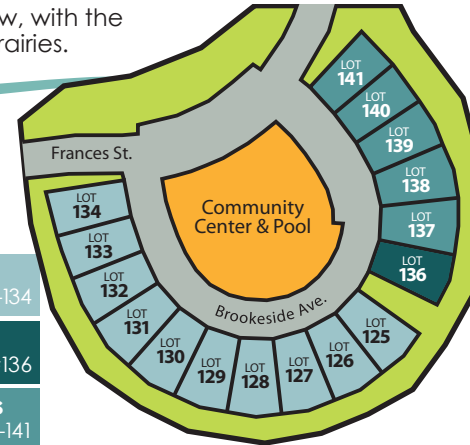 w, with the
rairies.
LOT
141
LOT
140
LOT
139
LOT
138
LOT
137
LOT
136
Frances St.
Community
Center & Pool
LOT
134
LOT
133
LOT
132
LOT
131
LOT
130
LOT
129
LOT
128
LOT
127
LOT
126
LOT
125
Brookeside Ave.
-134
136
s
-141